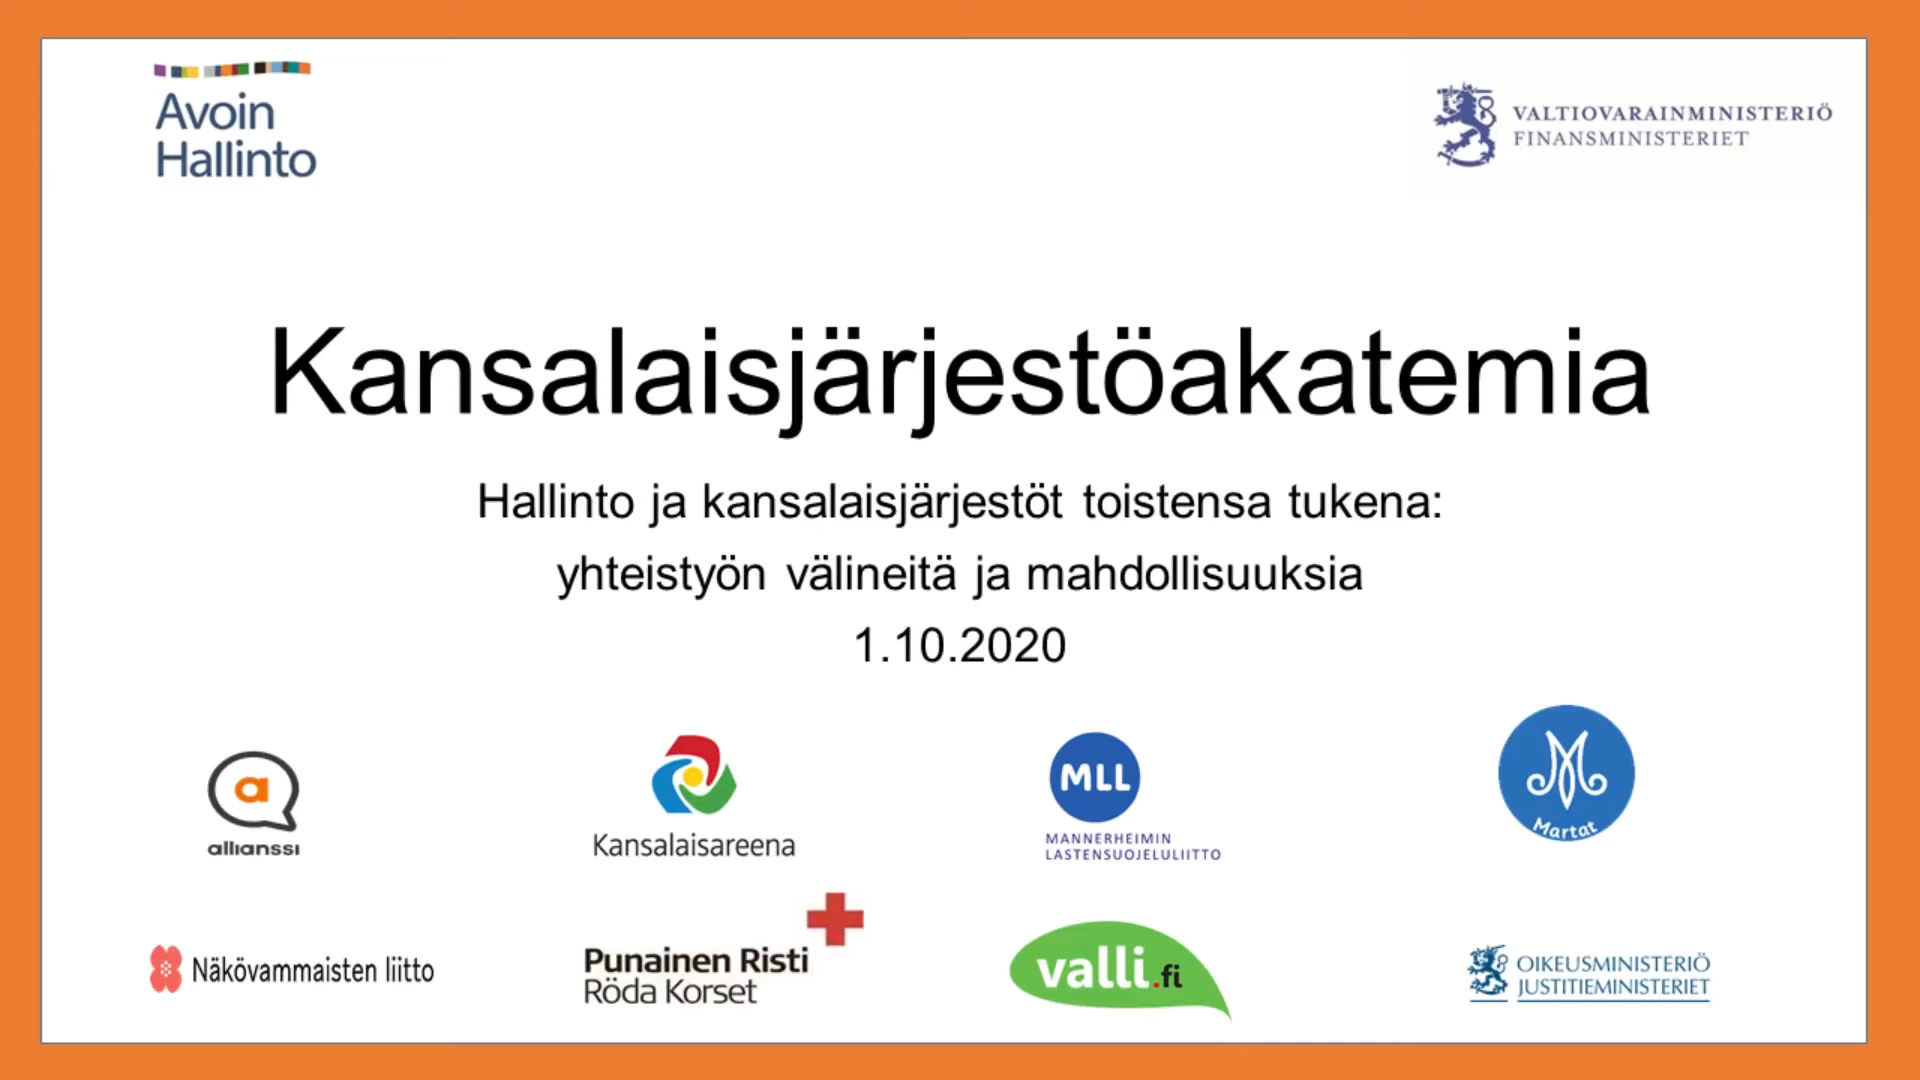 Avoin
Hallinto
VALTIOVARAINMINISTERIÖ
FINANSMINISTERIET
Kansalaisjärjestöakatemia
Hallinto ja kansalaisjärjestöt toistensa tukena:
yhteistyön välineitä ja mahdollisuuksia
1.10.2020
a
allianssi
Kansalaisareena
MLL
MANNERHEIMIN
LASTENSUOJELULIITTO
M
Martat
Näkövammaisten liitto
Punainen Risti
Röda Korset
valli.fi
OIKEUSMINISTERIÖ
JUSTITIEMINISTERIET